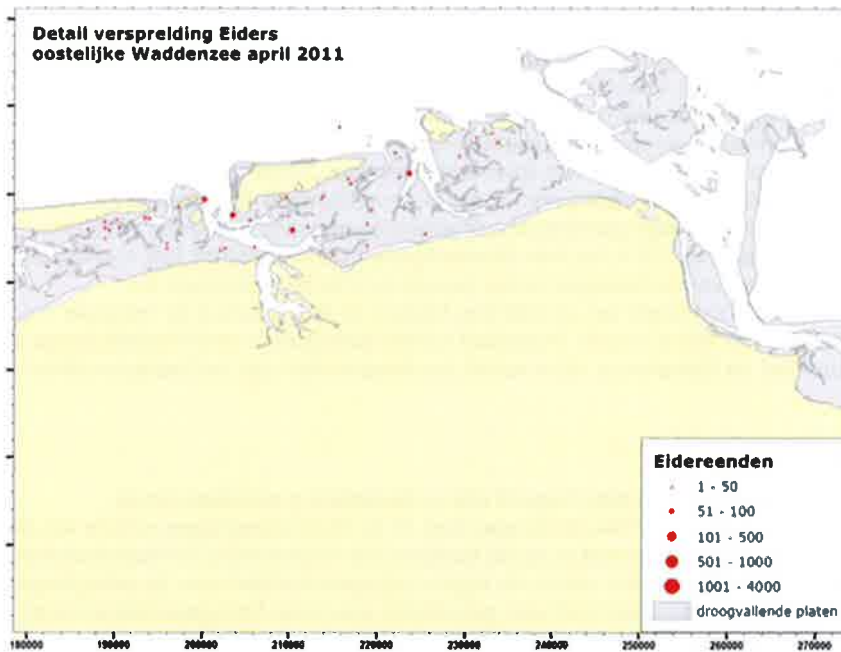 Detail versprelding Eiders
oostelijke Waddenzee april 2011
Eidereenden
1 - 50
51 - 100
101 - 500
501 - 1000
1001 - 4000
droogvallende platen
180000 190000 200000 210000 220000 230000 240000 250000 260000 270000